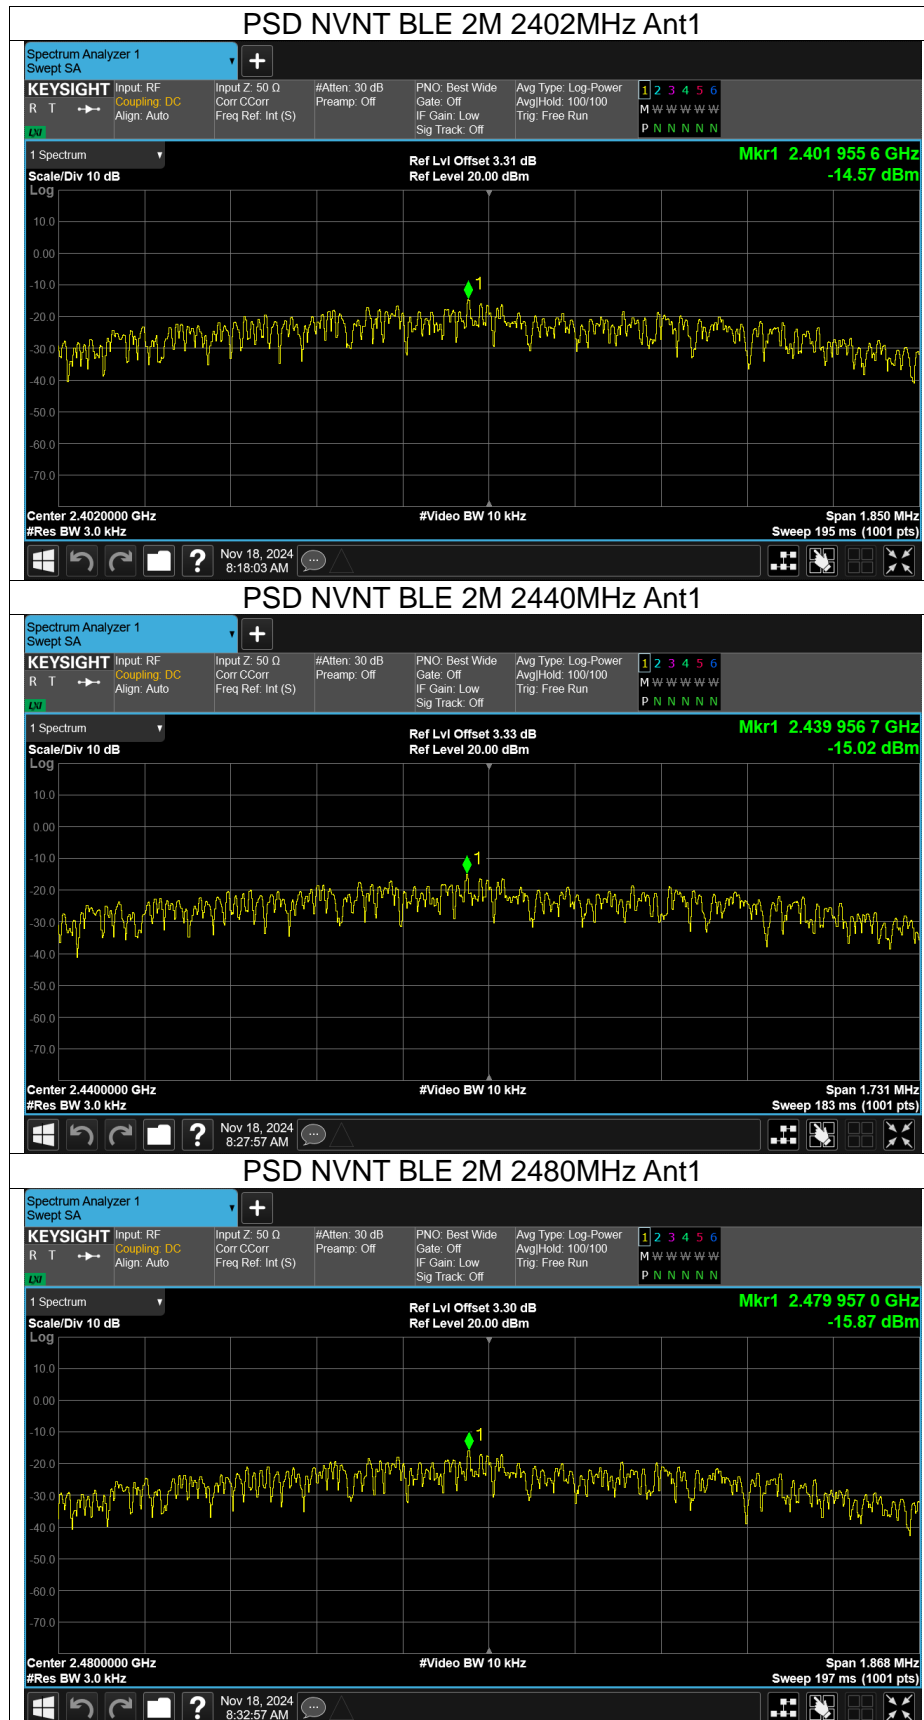 PSD NVNT BLE 2M 2402MHz Ant1
Spectrum Analyzer 1
Swept SA
KEYSIGHT Input: RF Input Z: 50 Ω #Atten: 30 dB PNO: Best Wide Avg Type: Log-Power 1 2 3 4 5 6
R T Coupling: DC Corr CCorr Preamp: Off Gate: Off Avg|Hold: 100/100 M W W W W W
Align: Auto Freq Ref: Int (S) IF Gain: Low Trig: Free Run
LXI Sig Track: Off P N N N N N
1 Spectrum Ref Lvl Offset 3.31 dB Mkr1 2.401 955 6 GHz
Scale/Div 10 dB Ref Level 20.00 dBm -14.57 dBm
Log
10.0
0.00
1
-10.0
-20.0
-30.0
-40.0
-50.0
-60.0
-70.0
Center 2.4020000 GHz #Video BW 10 kHz Span 1.850 MHz
#Res BW 3.0 kHz Sweep 195 ms (1001 pts)
? Nov 18, 2024
8:18:03 AM
PSD NVNT BLE 2M 2440MHz Ant1
Spectrum Analyzer 1
Swept SA
KEYSIGHT Input: RF Input Z: 50 Ω #Atten: 30 dB PNO: Best Wide Avg Type: Log-Power 1 2 3 4 5 6
R T Coupling: DC Corr CCorr Preamp: Off Gate: Off Avg|Hold: 100/100 M W W W W W
Align: Auto Freq Ref: Int (S) IF Gain: Low Trig: Free Run
LXI Sig Track: Off P N N N N N
1 Spectrum Ref Lvl Offset 3.33 dB Mkr1 2.439 956 7 GHz
Scale/Div 10 dB Ref Level 20.00 dBm -15.02 dBm
Log
10.0
0.00
1
-10.0
-20.0
-30.0
-40.0
-50.0
-60.0
-70.0
Center 2.4400000 GHz #Video BW 10 kHz Span 1.731 MHz
#Res BW 3.0 kHz Sweep 183 ms (1001 pts)
? Nov 18, 2024
8:27:57 AM
PSD NVNT BLE 2M 2480MHz Ant1
Spectrum Analyzer 1
Swept SA
KEYSIGHT Input: RF Input Z: 50 Ω #Atten: 30 dB PNO: Best Wide Avg Type: Log-Power 1 2 3 4 5 6
R T Coupling: DC Corr CCorr Preamp: Off Gate: Off Avg|Hold: 100/100 M W W W W W
Align: Auto Freq Ref: Int (S) IF Gain: Low Trig: Free Run
LXI Sig Track: Off P N N N N N
1 Spectrum Ref Lvl Offset 3.30 dB Mkr1 2.479 957 0 GHz
Scale/Div 10 dB Ref Level 20.00 dBm -15.87 dBm
Log
10.0
0.00
1
-10.0
-20.0
-30.0
-40.0
-50.0
-60.0
-70.0
Center 2.4800000 GHz #Video BW 10 kHz Span 1.868 MHz
#Res BW 3.0 kHz Sweep 197 ms (1001 pts)
? Nov 18, 2024
8:32:57 AM